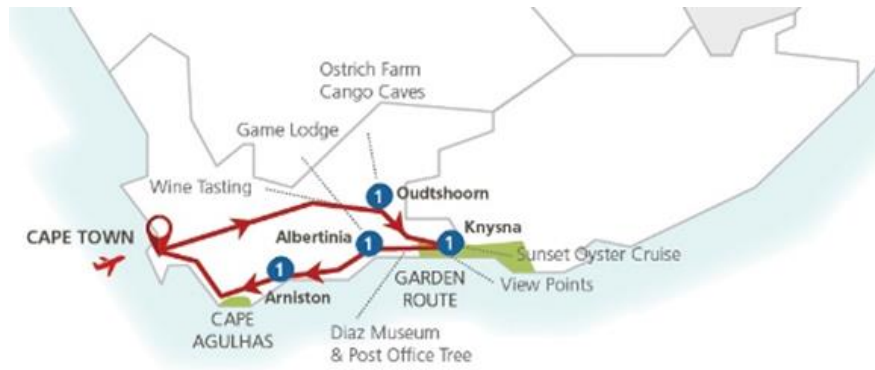 Ostrich Farm
Cango Caves
Game Lodge
Wine Tasting
1
Oudtshoorn
CAPE TOWN
Albertinia
1
Knysna
1
Sunset Oyster Cruise
1
Arniston
GARDEN
ROUTE
View Points
CAPE
AGULHAS
Diaz Museum
& Post Office Tree